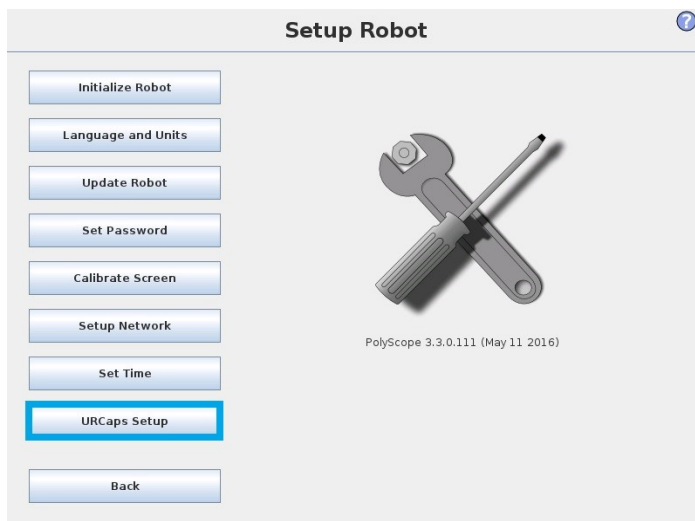 Setup Robot
?
Initialize Robot
Language and Units
Update Robot
Set Password
Calibrate Screen
Setup Network
Set Time
URCaps Setup
Back
PolyScope 3.3.0.111 (May 11 2016)